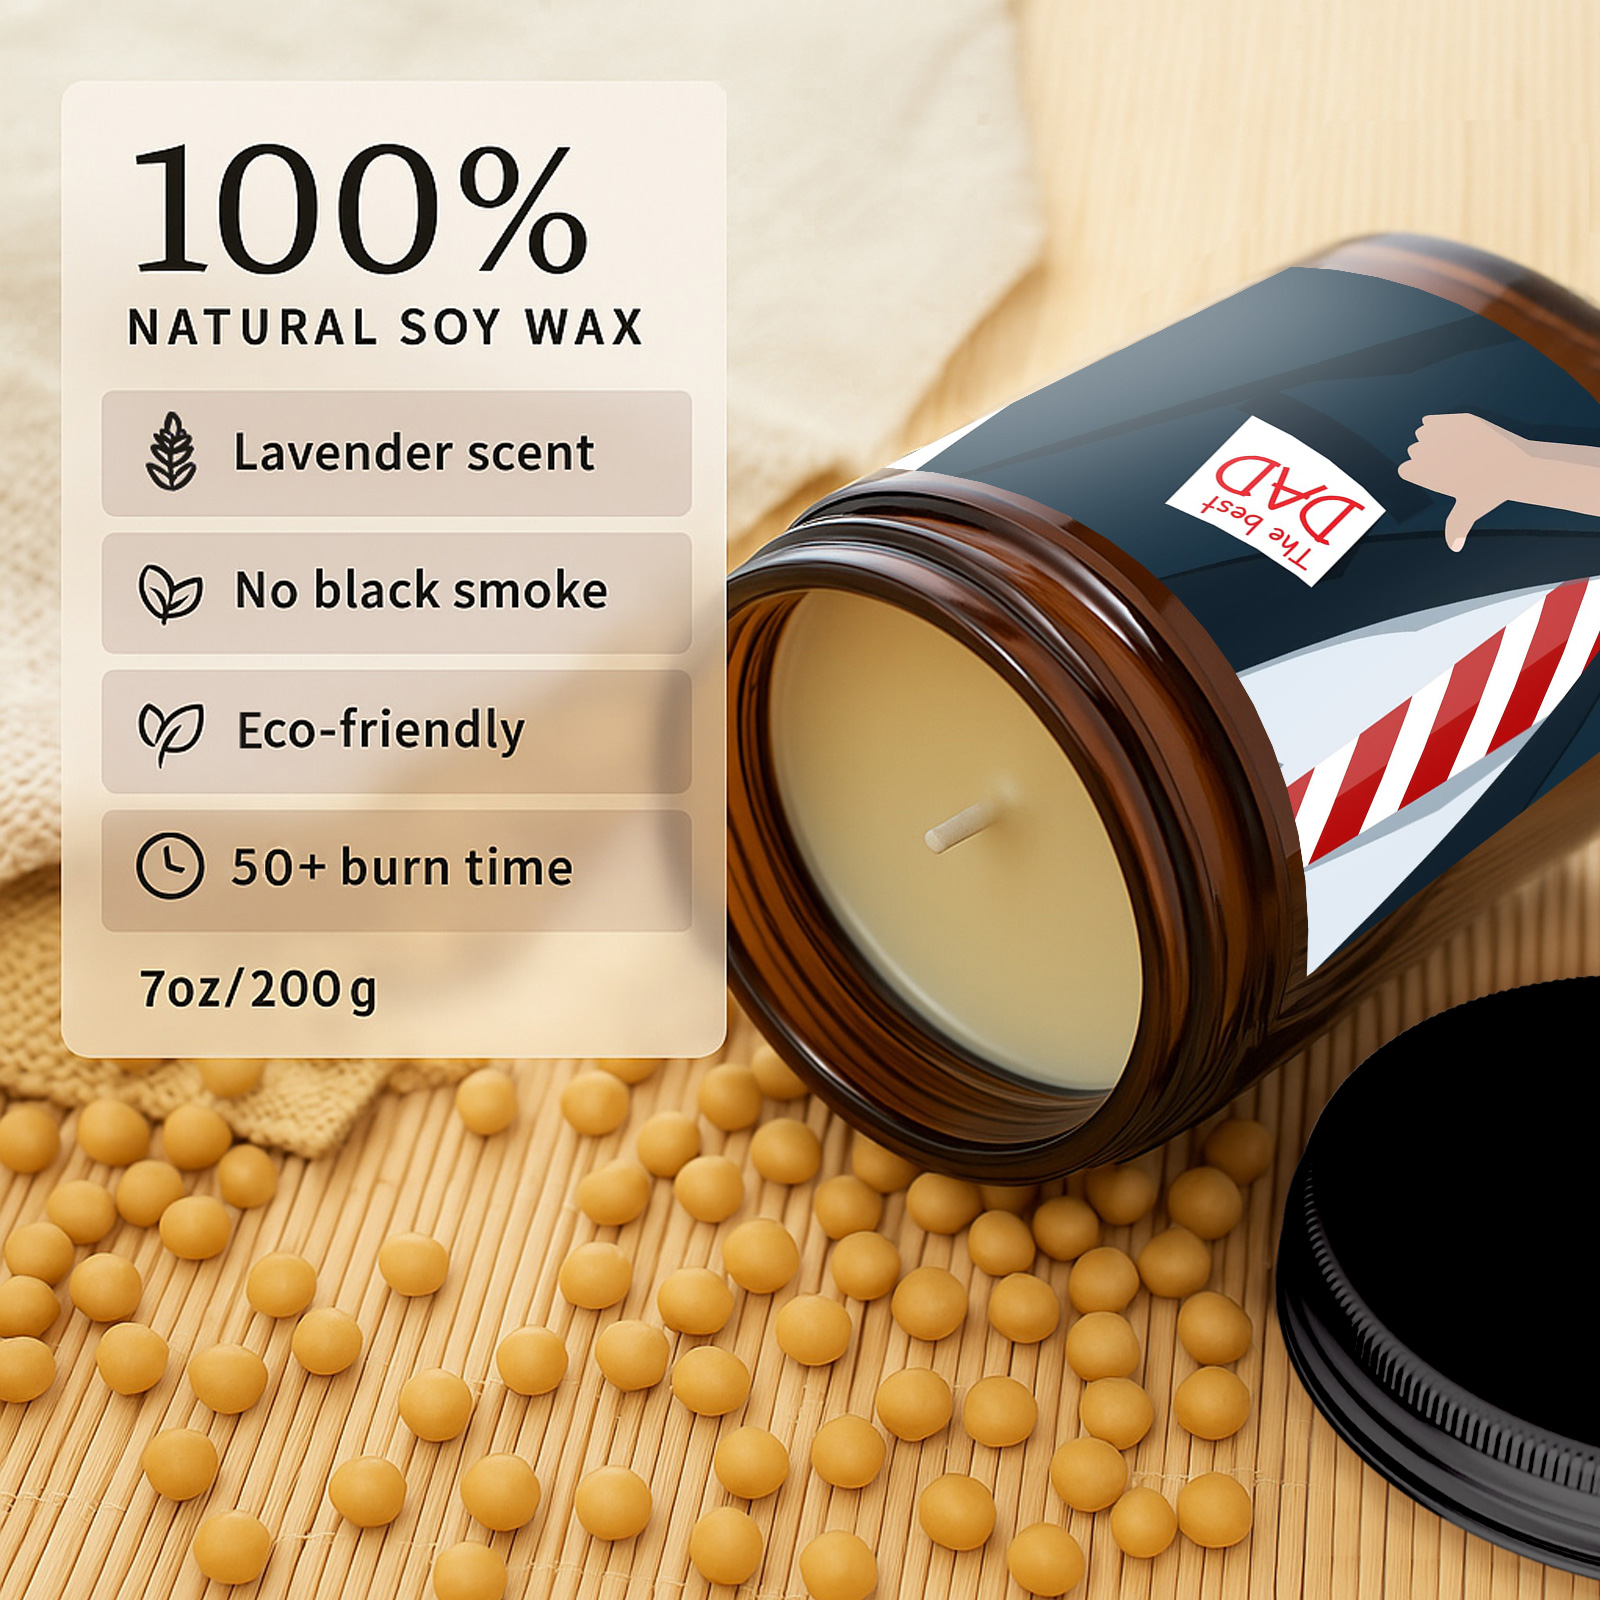 100%
NATURAL SOY WAX
Lavender scent
No black smoke
Eco-friendly
50+ burn time
7oz/200g
The best
DAD